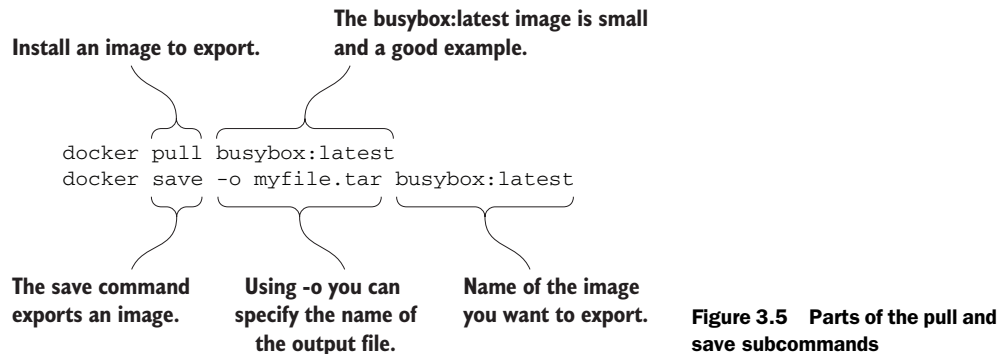 The busybox:latest image is small
and a good example.
Install an image to export.
docker pull busybox:latest
docker save -o myfile.tar busybox:latest
The save command
exports an image.
Using -o you can
specify the name of
the output file.
Name of the image
you want to export.
Figure 3.5 Parts of the pull and
save subcommands